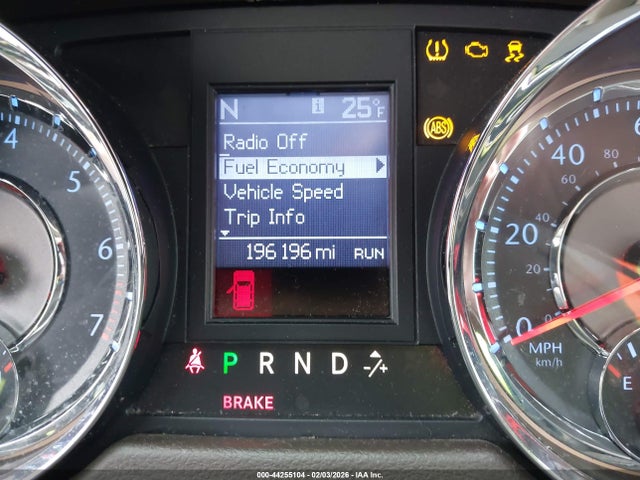 N i 25°F
Radio Off
Fuel Economy
Vehicle Speed
Trip Info
196196 mi RUN
P R N D -/+
BRAKE
4
5
6
7
ABS
40 80
60
20 40
20
0 0
MPH
km/h
E
000-44255104 - 02/03/2026 - IAA Inc.